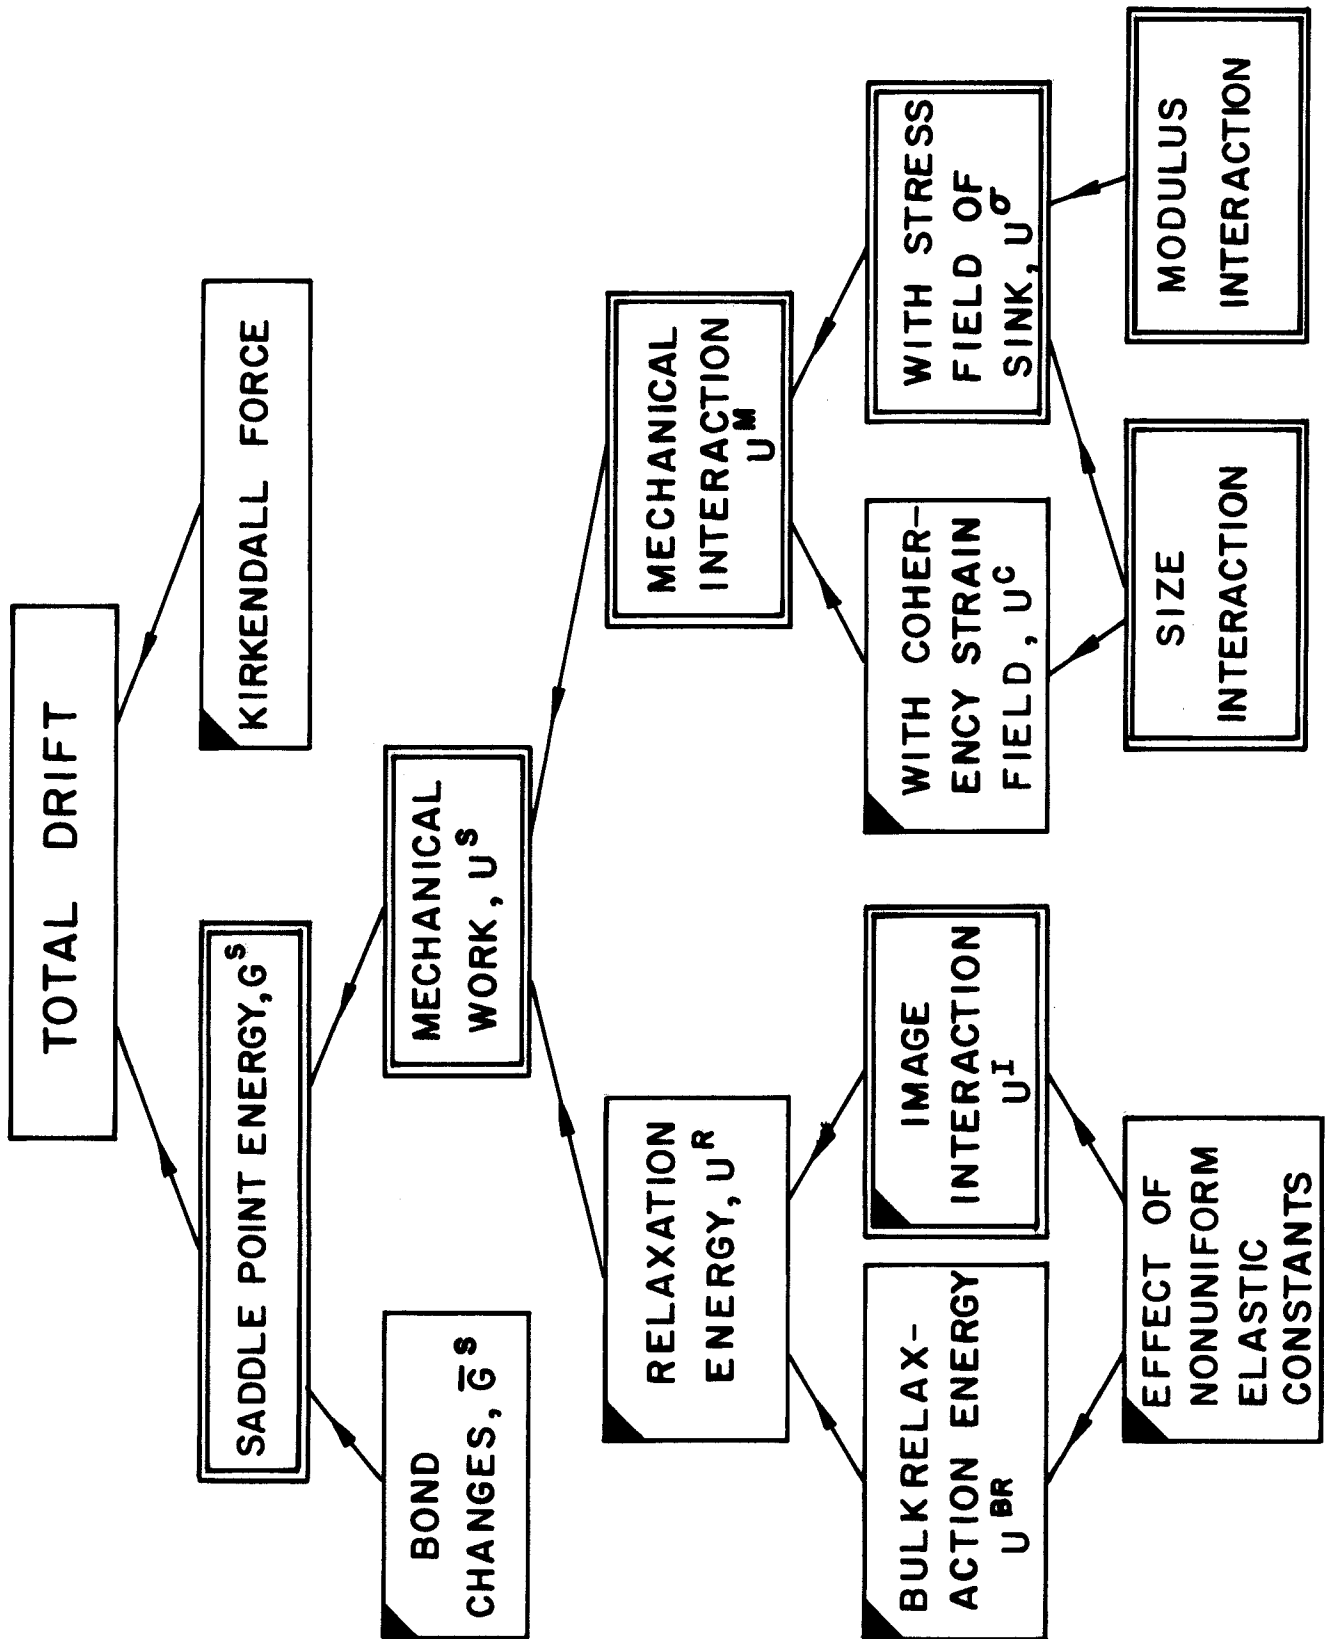 TOTAL DRIFT
SADDLE POINT ENERGY, G^S
KIRKENDALL FORCE
BOND
CHANGES, G̅^S
MECHANICAL
WORK, U^S
RELAXATION
ENERGY, U^R
MECHANICAL
INTERACTION
U^M
BULKRELAX-
ACTION ENERGY
U^BR
IMAGE
INTERACTION
U^I
WITH COHER-
ENCY STRAIN
FIELD, U^C
WITH STRESS
FIELD OF
SINK, U^σ
EFFECT OF
NONUNIFORM
ELASTIC
CONSTANTS
SIZE
INTERACTION
MODULUS
INTERACTION